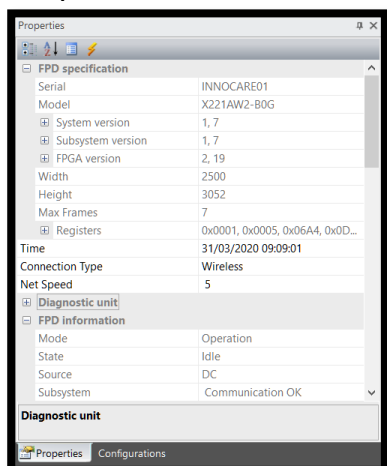 Properties
FPD specification
Serial INNOCARE01
Model X221AW2-B0G
System version 1, 7
Subsystem version 1, 7
FPGA version 2, 19
Width 2500
Height 3052
Max Frames 7
Registers 0x0001, 0x0005, 0x06A4, 0x0D...
Time 31/03/2020 09:09:01
Connection Type Wireless
Net Speed 5
Diagnostic unit
FPD information
Mode Operation
State Idle
Source DC
Subsystem Communication OK
Diagnostic unit
Properties Configurations